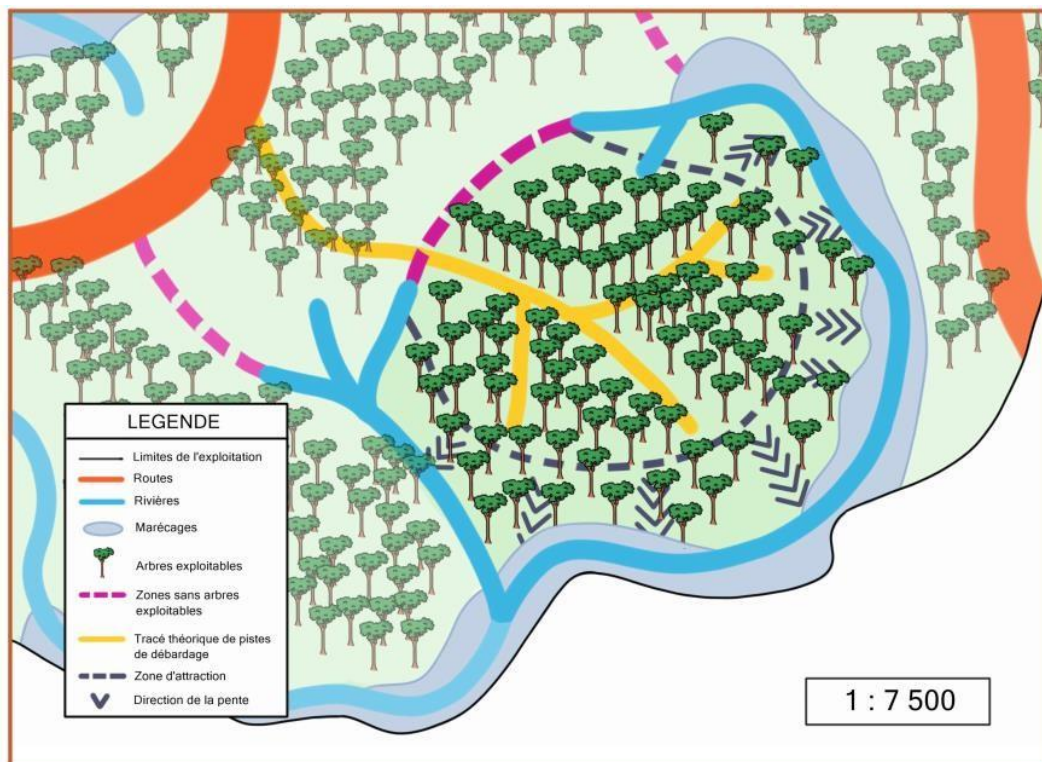 LEGENDE
Limites de l'exploitation
Routes
Rivières
Marécages
Arbres exploitables
Zones sans arbres
exploitables
Tracé théorique de pistes
de débardage
Zone d'attraction
Direction de la pente
1 : 7 500